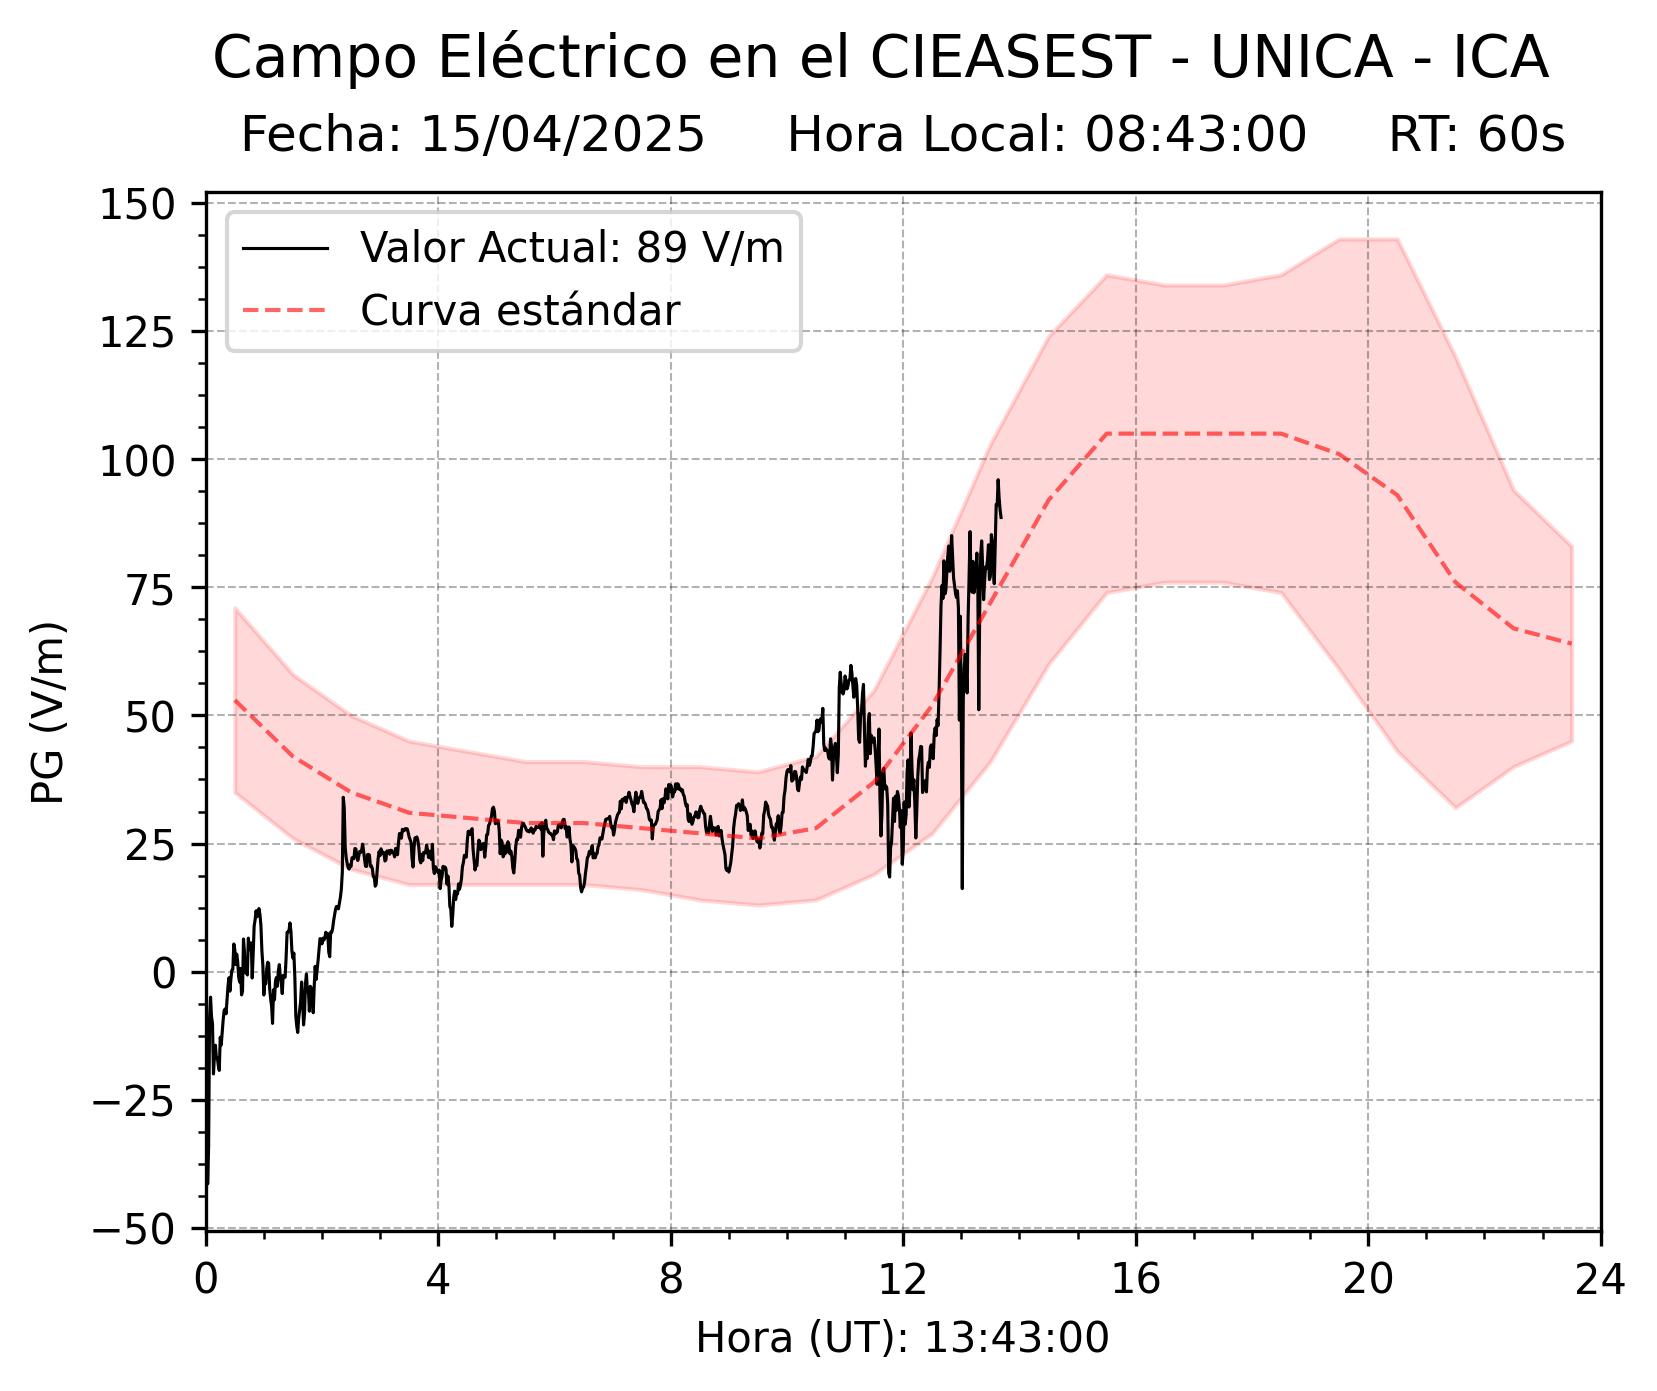 Campo Eléctrico en el CIEASEST - UNICA - ICA
Fecha: 15/04/2025 Hora Local: 08:43:00 RT: 60s
Valor Actual: 89 V/m
Curva estándar
PG (V/m)
150
125
100
75
50
25
0
−25
−50
0 4 8 12 16 20 24
Hora (UT): 13:43:00